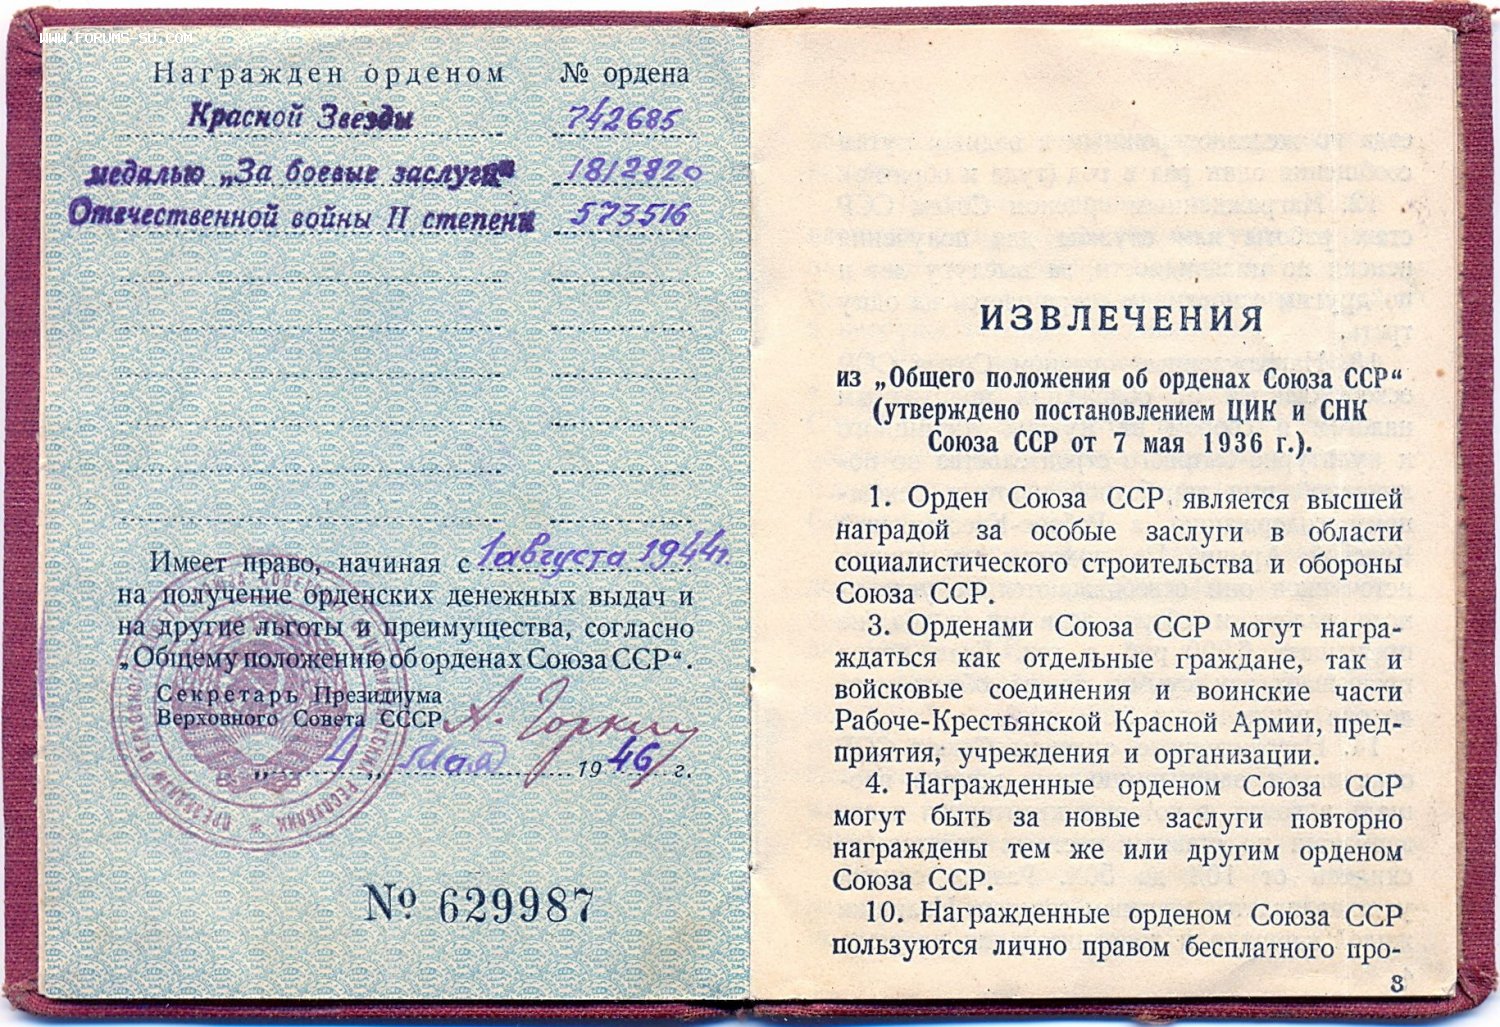 WWW.FORUMS-SU.COM
Награжден орденом № ордена
Красной Звезды 742685
медалью „За боевые заслуги“ 1812820
Отечественной войны II степени 573516
Имеет право, начиная с 1 августа 1944 г.
на получение орденских денежных выдач и
на другие льготы и преимущества, согласно
„Общему положению об орденах Союза ССР“.
Секретарь Президиума
Верховного Совета СССР А. Горкин
„ 4 „ Мая 1946 г.
№ 629987
ИЗВЛЕЧЕНИЯ
из „Общего положения об орденах Союза ССР“
(утверждено постановлением ЦИК и СНК
Союза ССР от 7 мая 1936 г.).
1. Орден Союза ССР является высшей
наградой за особые заслуги в области
социалистического строительства и обороны
Союза ССР.
3. Орденами Союза ССР могут награ-
ждаться как отдельные граждане, так и
войсковые соединения и воинские части
Рабоче-Крестьянской Красной Армии, пред-
приятия, учреждения и организации.
4. Награжденные орденом Союза ССР
могут быть за новые заслуги повторно
награждены тем же или другим орденом
Союза ССР.
10. Награжденные орденом Союза ССР
пользуются лично правом бесплатного про-
3